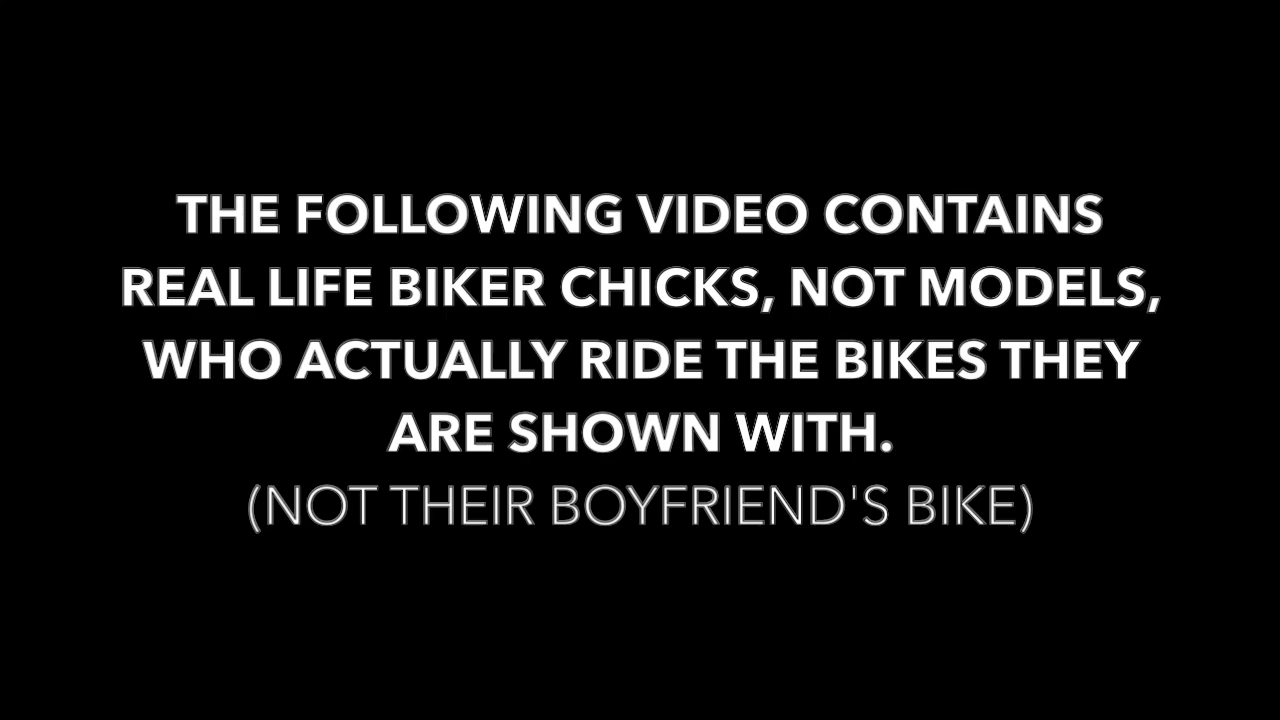 THE FOLLOWING VIDEO CONTAINS
REAL LIFE BIKER CHICKS, NOT MODELS,
WHO ACTUALLY RIDE THE BIKES THEY
ARE SHOWN WITH.
(NOT THEIR BOYFRIEND'S BIKE)